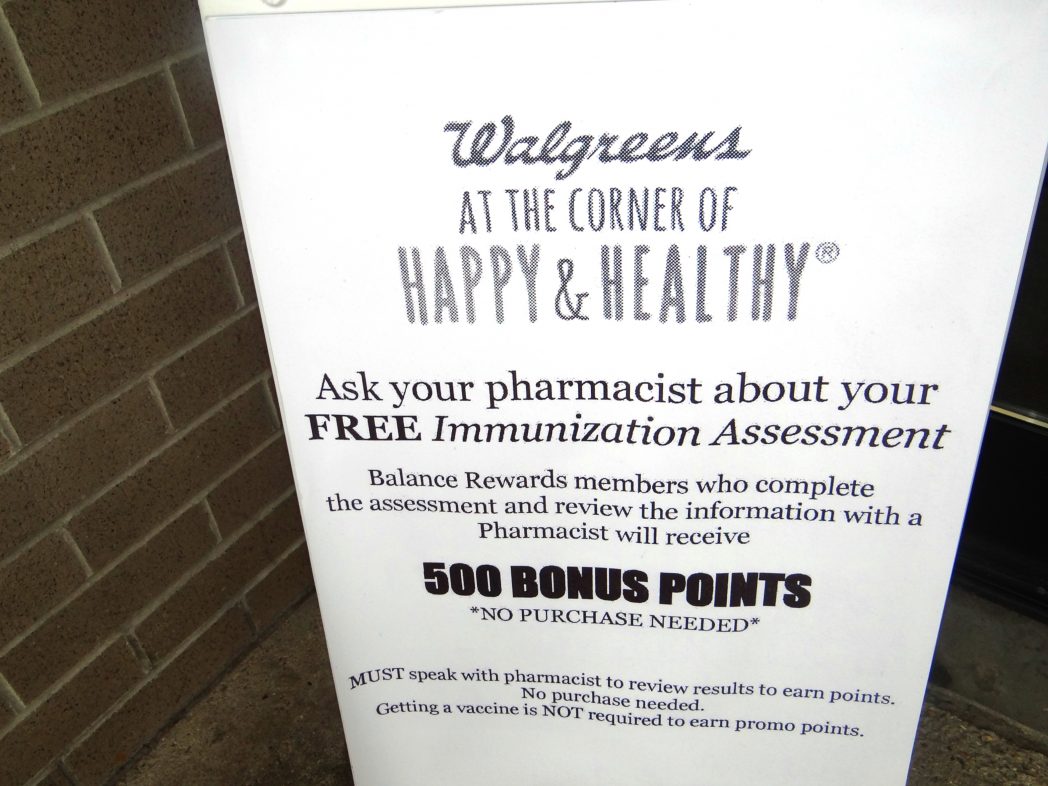 Walgreens
AT THE CORNER OF
HAPPY & HEALTHY®
Ask your pharmacist about your
FREE Immunization Assessment
Balance Rewards members who complete
the assessment and review the information with a
Pharmacist will receive
500 BONUS POINTS
*NO PURCHASE NEEDED*
MUST speak with pharmacist to review results to earn points.
No purchase needed.
Getting a vaccine is NOT required to earn promo points.